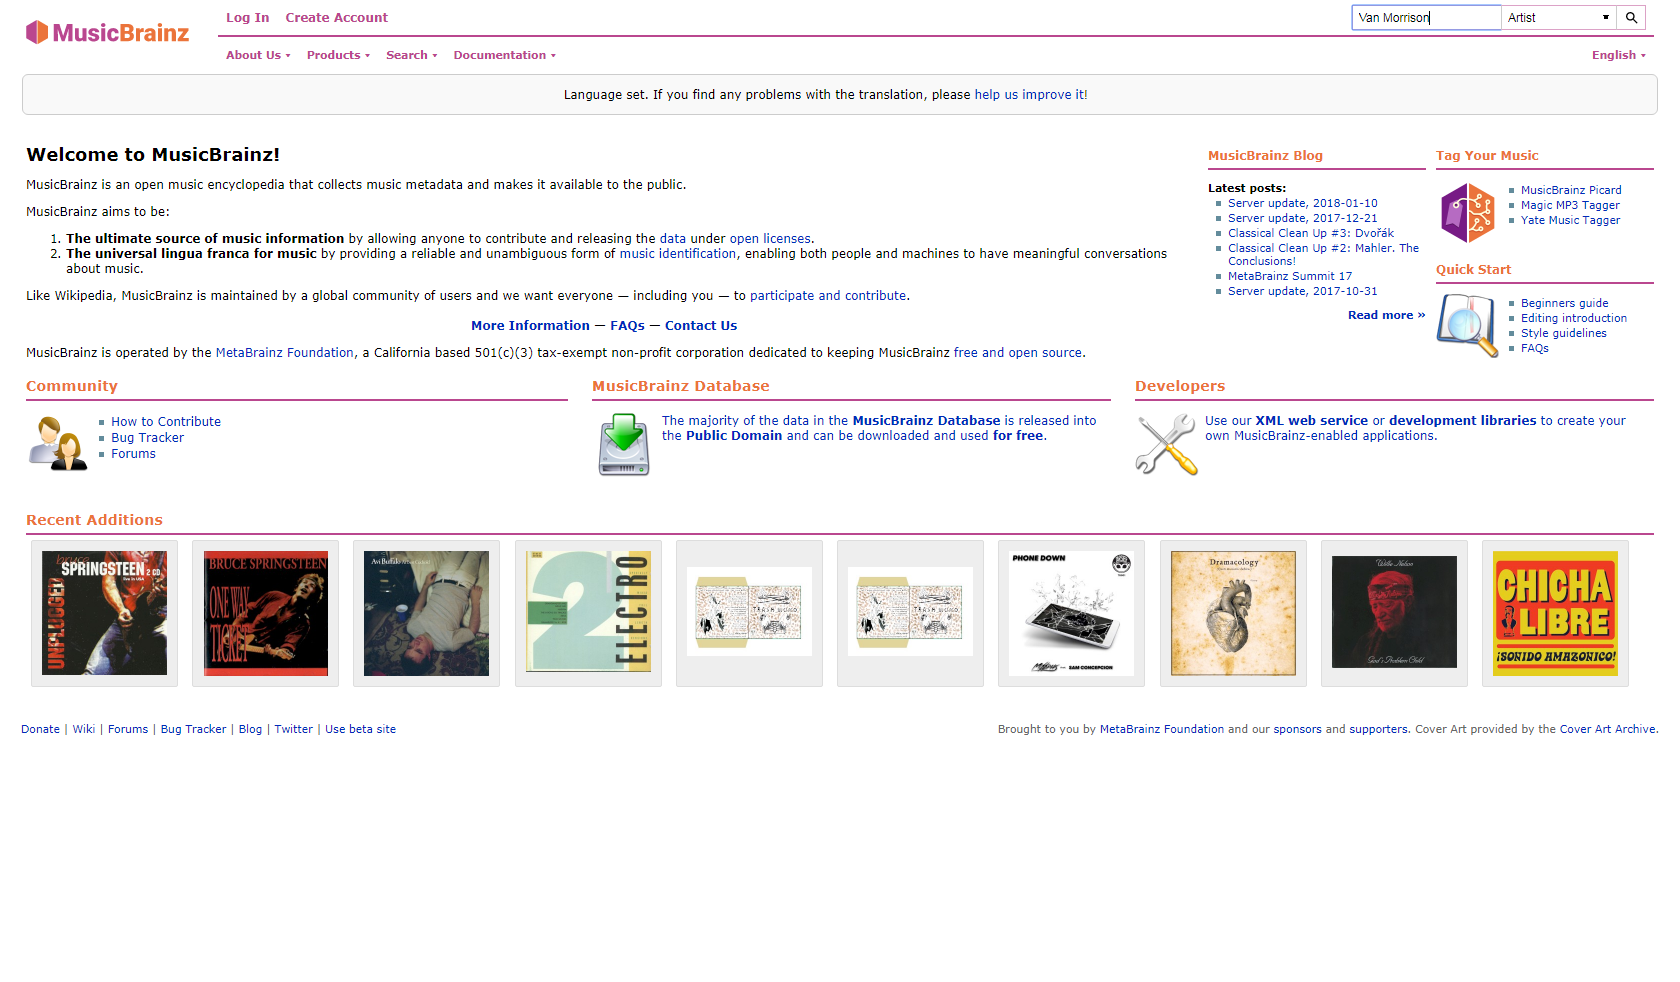 MusicBrainz
Log In Create Account
Van Morrison Artist
About Us Products Search Documentation English
Language set. If you find any problems with the translation, please help us improve it!
Welcome to MusicBrainz!
MusicBrainz is an open music encyclopedia that collects music metadata and makes it available to the public.
MusicBrainz aims to be:
1. The ultimate source of music information by allowing anyone to contribute and releasing the data under open licenses.
2. The universal lingua franca for music by providing a reliable and unambiguous form of music identification, enabling both people and machines to have meaningful conversations
about music.
Like Wikipedia, MusicBrainz is maintained by a global community of users and we want everyone — including you — to participate and contribute.
More Information — FAQs — Contact Us
MusicBrainz is operated by the MetaBrainz Foundation, a California based 501(c)(3) tax-exempt non-profit corporation dedicated to keeping MusicBrainz free and open source.
MusicBrainz Blog
Latest posts:
Server update, 2018-01-10
Server update, 2017-12-21
Classical Clean Up #3: Dvořák
Classical Clean Up #2: Mahler. The
Conclusions!
MetaBrainz Summit 17
Server update, 2017-10-31
Read more »
Tag Your Music
MusicBrainz Picard
Magic MP3 Tagger
Yate Music Tagger
Quick Start
Beginners guide
Editing introduction
Style guidelines
FAQs
Community
How to Contribute
Bug Tracker
Forums
MusicBrainz Database
The majority of the data in the MusicBrainz Database is released into
the Public Domain and can be downloaded and used for free.
Developers
Use our XML web service or development libraries to create your
own MusicBrainz-enabled applications.
Recent Additions
bruce
SPRINGSTEEN 2 CD
live in USA
UNPLUGGED
BRUCE SPRINGSTEEN
ONE WAY
TICKET
Avi Buffalo
2
ELECTRO
TRASH WORLD
TRASH WORLD
PHONE DOWN
SAM CONCEPCION
Dramacology
Willie Nelson
God's Problem Child
CHICHA
LIBRE
¡SONIDO AMAZONICO!
Donate | Wiki | Forums | Bug Tracker | Blog | Twitter | Use beta site
Brought to you by MetaBrainz Foundation and our sponsors and supporters. Cover Art provided by the Cover Art Archive.